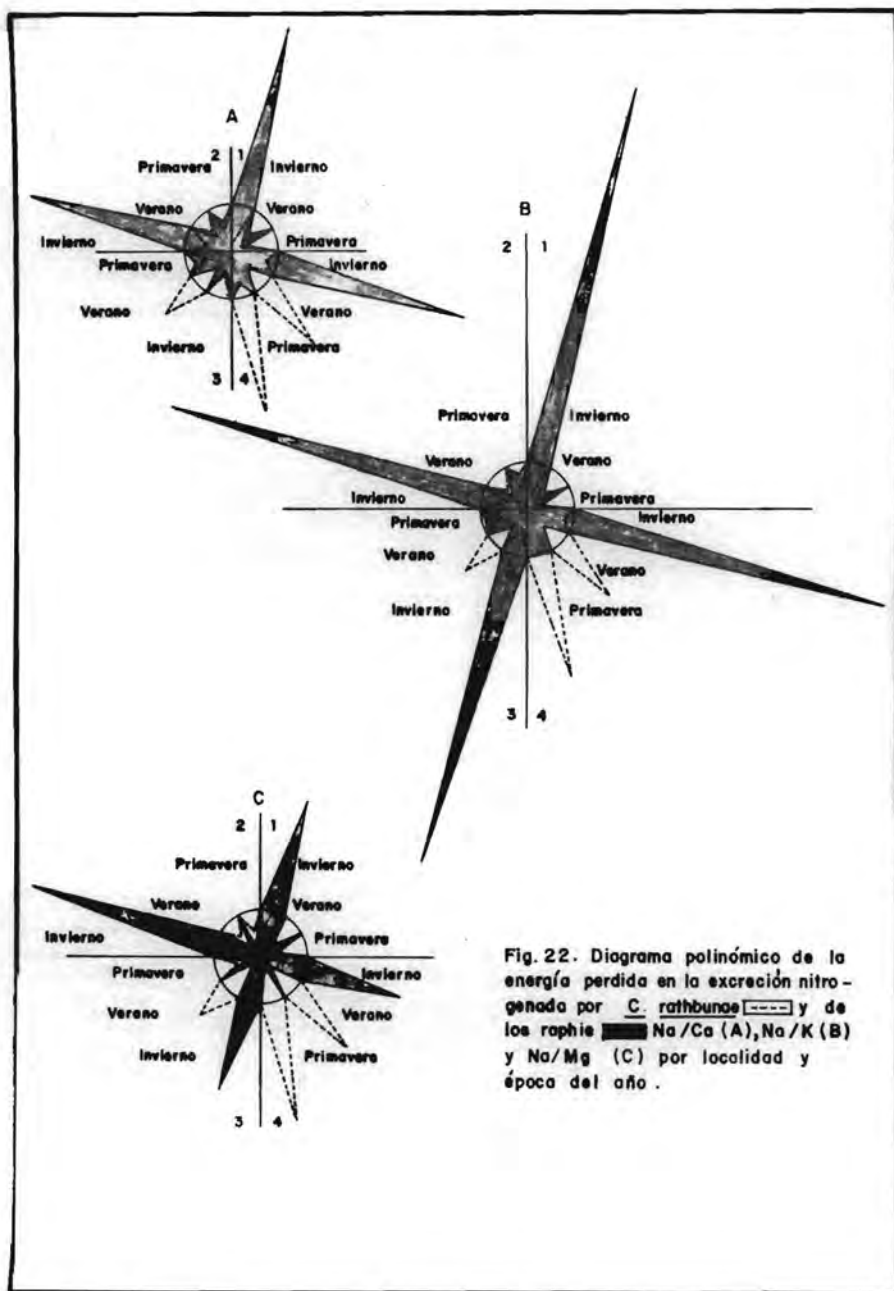 A
2 1
Primavera Invierno
Verano Verano
Invierno Primavera
Primavera Invierno
Verano Verano
Invierno Primavera
3 4
B
2 1
Primavera Invierno
Verano Verano
Invierno Primavera
Primavera Invierno
Verano Verano
Invierno Primavera
3 4
C
2 1
Primavera Invierno
Verano Verano
Invierno Primavera
Primavera Invierno
Verano Verano
Invierno Primavera
3 4
Fig. 22. Diagrama polinómico de la
energía perdida en la excreción nitro-
genada por C. rathbunae y de
los raphie Na/Ca (A), Na/K (B)
y Na/Mg (C) por localidad y
época del año.